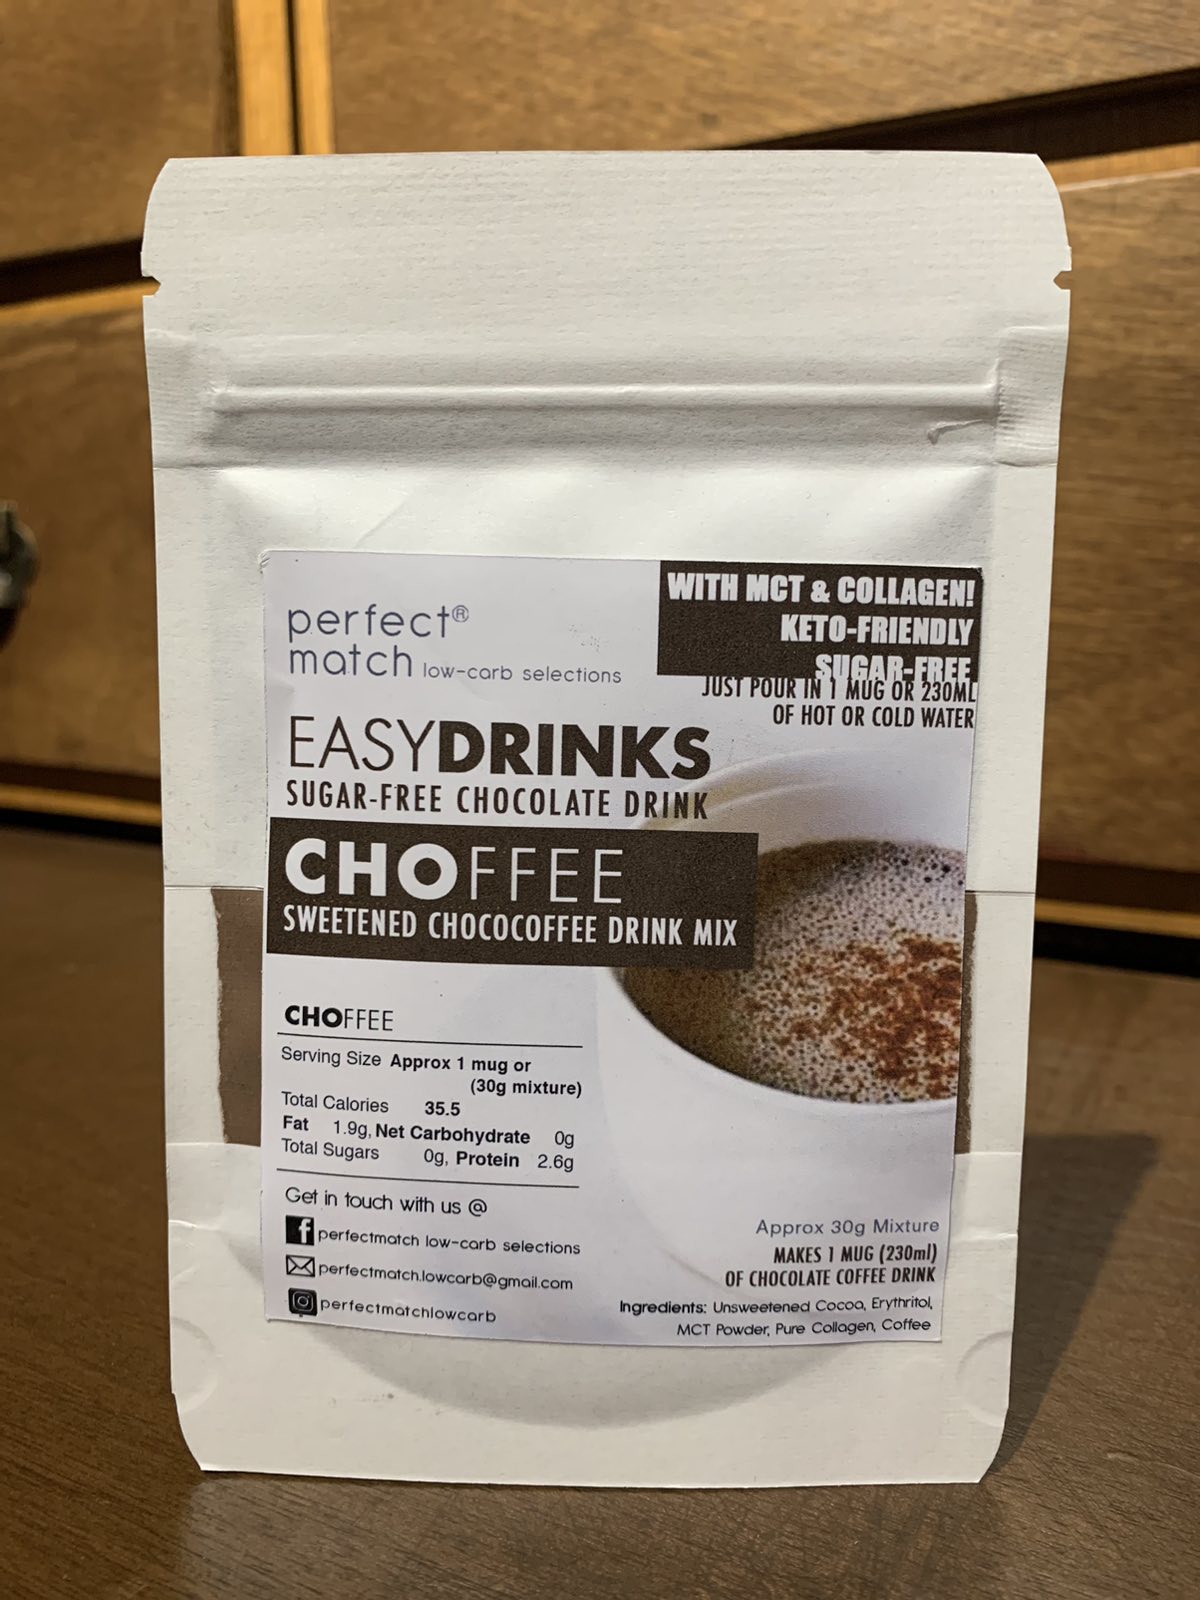 WITH MCT & COLLAGEN!
KETO-FRIENDLY
SUGAR-FREE
JUST POUR IN 1 MUG OR 230ML
OF HOT OR COLD WATER
perfect®
match low-carb selections
EASYDRINKS
SUGAR-FREE CHOCOLATE DRINK
CHOFFEE
SWEETENED CHOCOCOFFEE DRINK MIX
CHOFFEE
Serving Size Approx 1 mug or
(30g mixture)
Total Calories 35.5
Fat 1.9g, Net Carbohydrate 0g
Total Sugars 0g, Protein 2.6g
Get in touch with us @
perfectmatch low-carb selections
perfectmatch.lowcarb@gmail.com
perfectmatchlowcarb
Approx 30g Mixture
MAKES 1 MUG (230ml)
OF CHOCOLATE COFFEE DRINK
Ingredients: Unsweetened Cocoa, Erythritol,
MCT Powder, Pure Collagen, Coffee